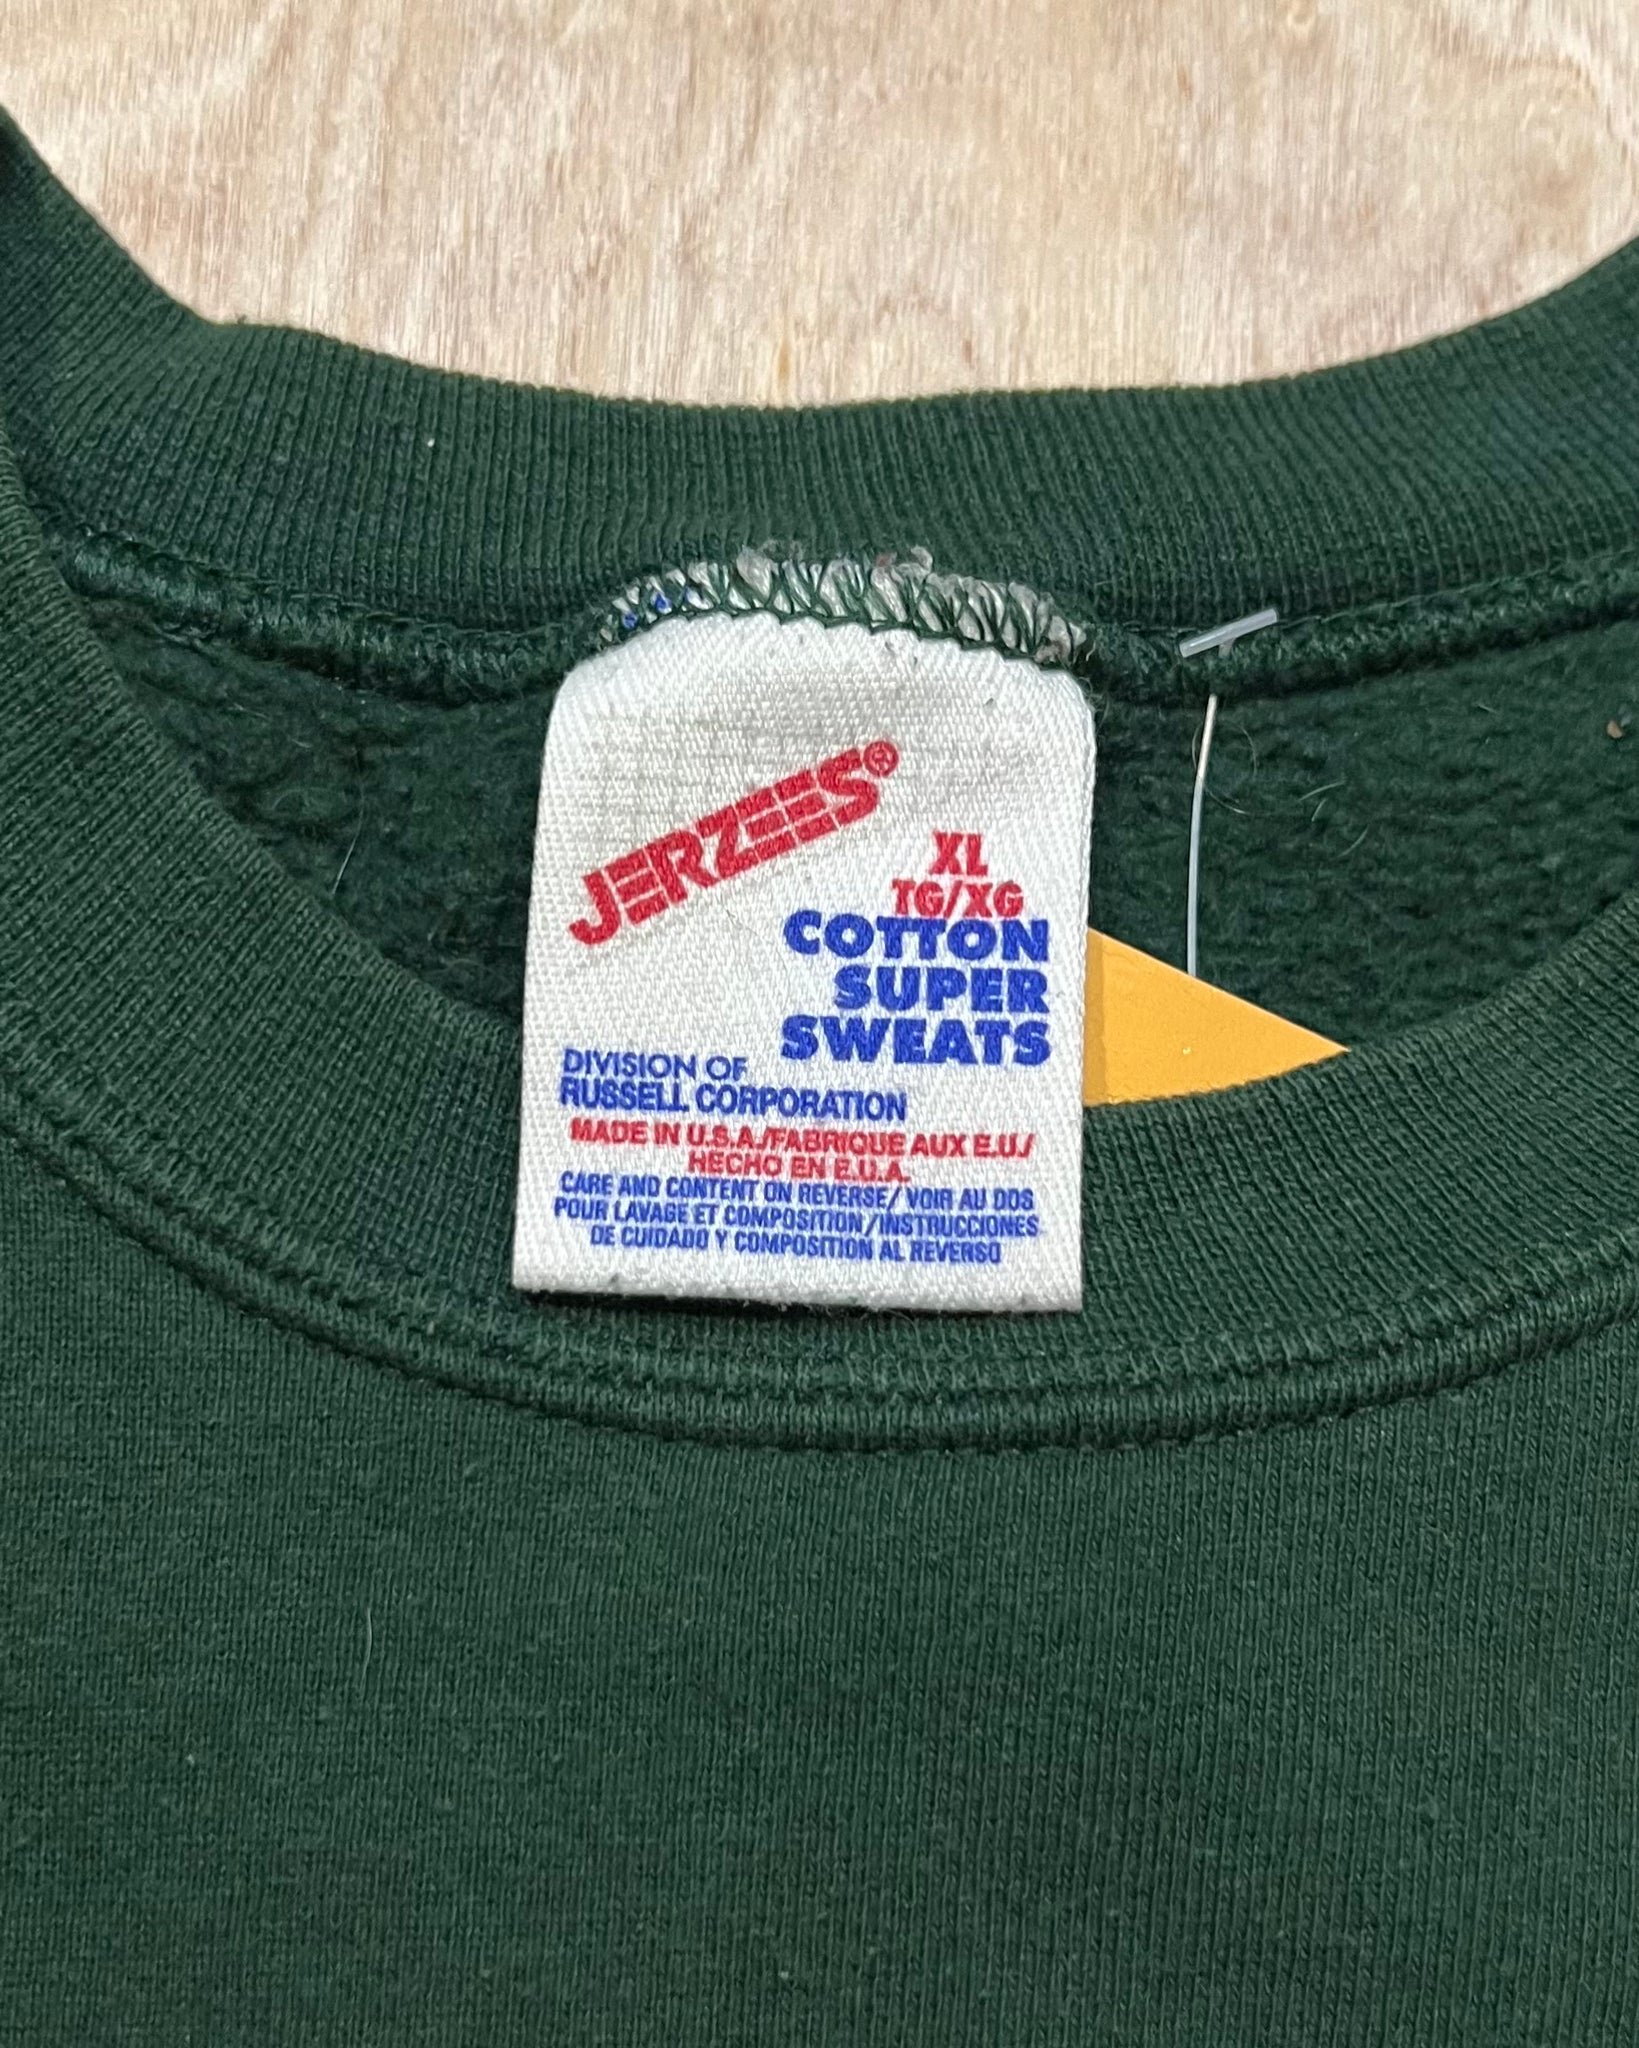 JERZEES®
XL
TG/XG
COTTON
SUPER
SWEATS
DIVISION OF
RUSSELL CORPORATION
MADE IN U.S.A./FABRIQUE AUX E.U./
HECHO EN E.U.A.
CARE AND CONTENT ON REVERSE/ VOIR AU DOS
POUR LAVAGE ET COMPOSITION/INSTRUCCIONES
DE CUIDADO Y COMPOSITION AL REVERSO